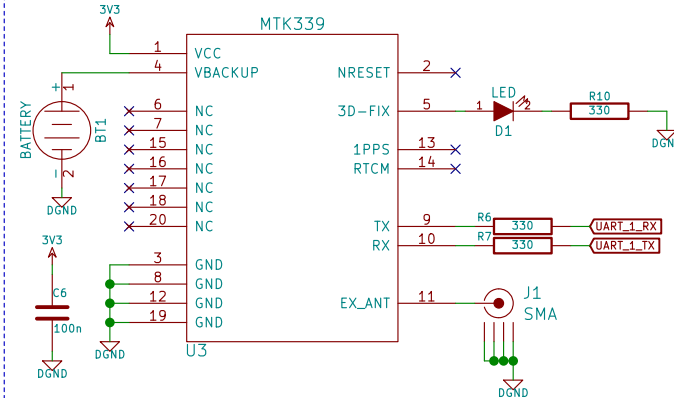 MTK339
3V3
1 VCC
4 VBACKUP
6 NC
7 NC
15 NC
16 NC
17 NC
18 NC
20 NC
3 GND
8 GND
12 GND
19 GND
DGND
U3
NRESET 2
3D-FIX 5
1PPS 13
RTCM 14
TX 9
RX 10
EX_ANT 11
BATTERY
+
1
BT1
-
2
DGND
3V3
C6
100n
DGND
LED
1
2
D1
R10
330
DGN
R6
330
UART_1_RX
R7
330
UART_1_TX
J1
SMA
DGND